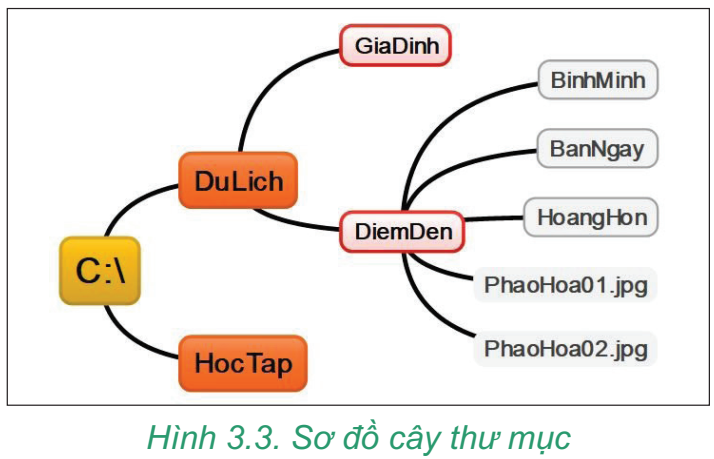 GiaDinh
BinhMinh
BanNgay
DuLich
HoangHon
DiemDen
C:\
PhaoHoa01.jpg
PhaoHoa02.jpg
HocTap
Hình 3.3. Sơ đồ cây thư mục